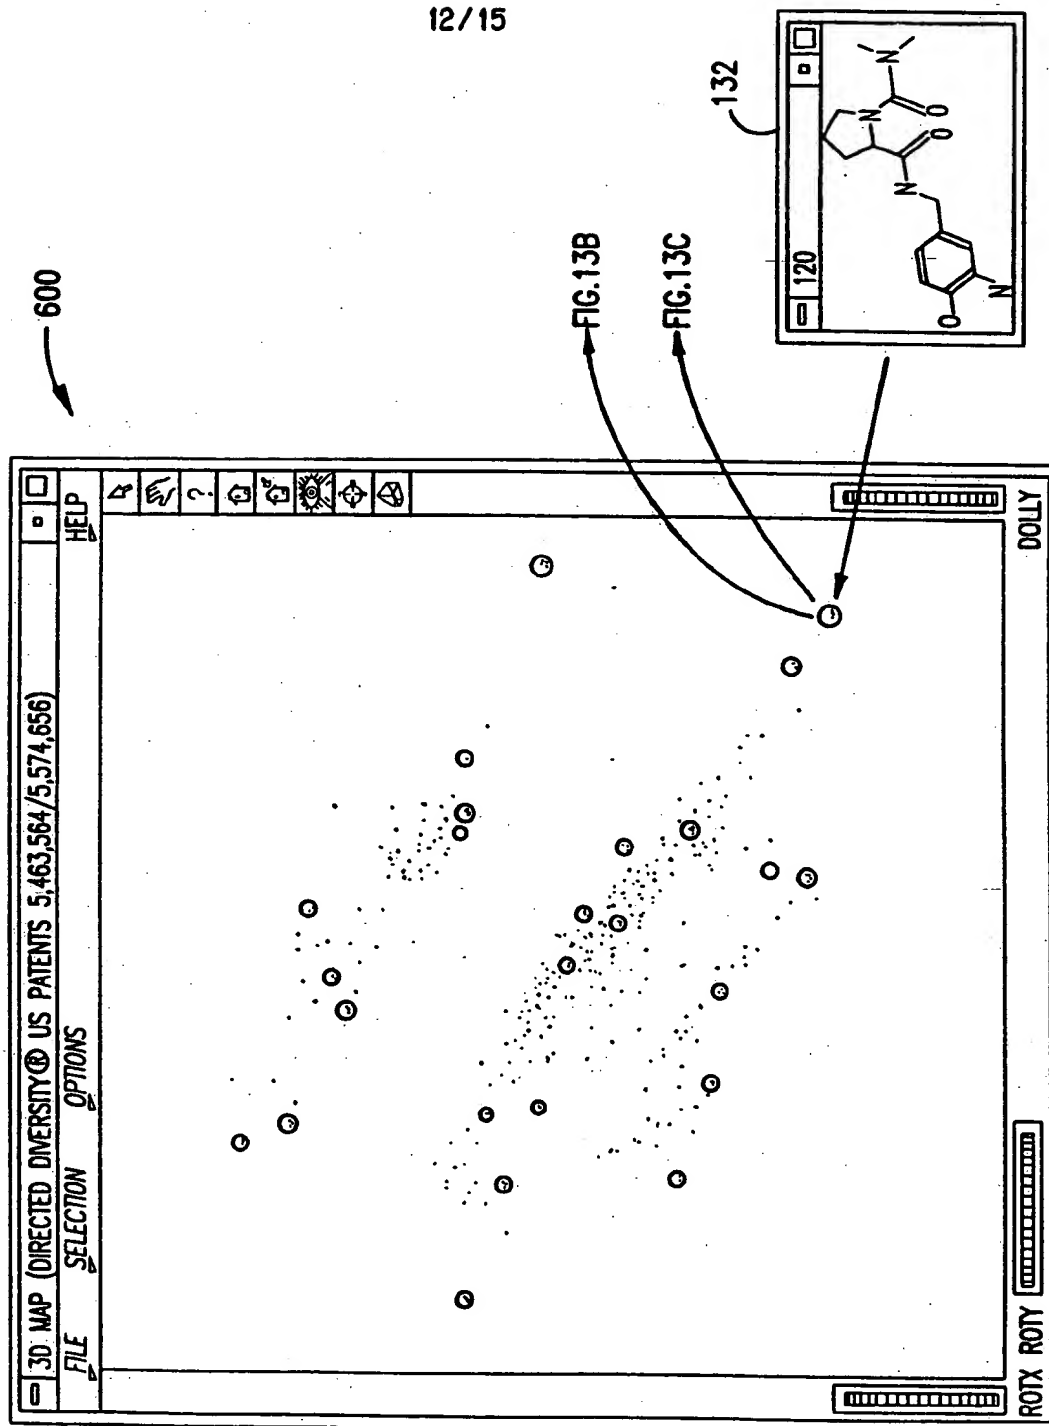 12/15
600
3D MAP (DIRECTED DIVERSITY® US PATENTS 5,463,564/5,574,656)
FILE SELECTION OPTIONS HELP
?
FIG.13B
FIG.13C
132
120
N
O
N
O
N
O
N
ROTX ROTY DOLLY